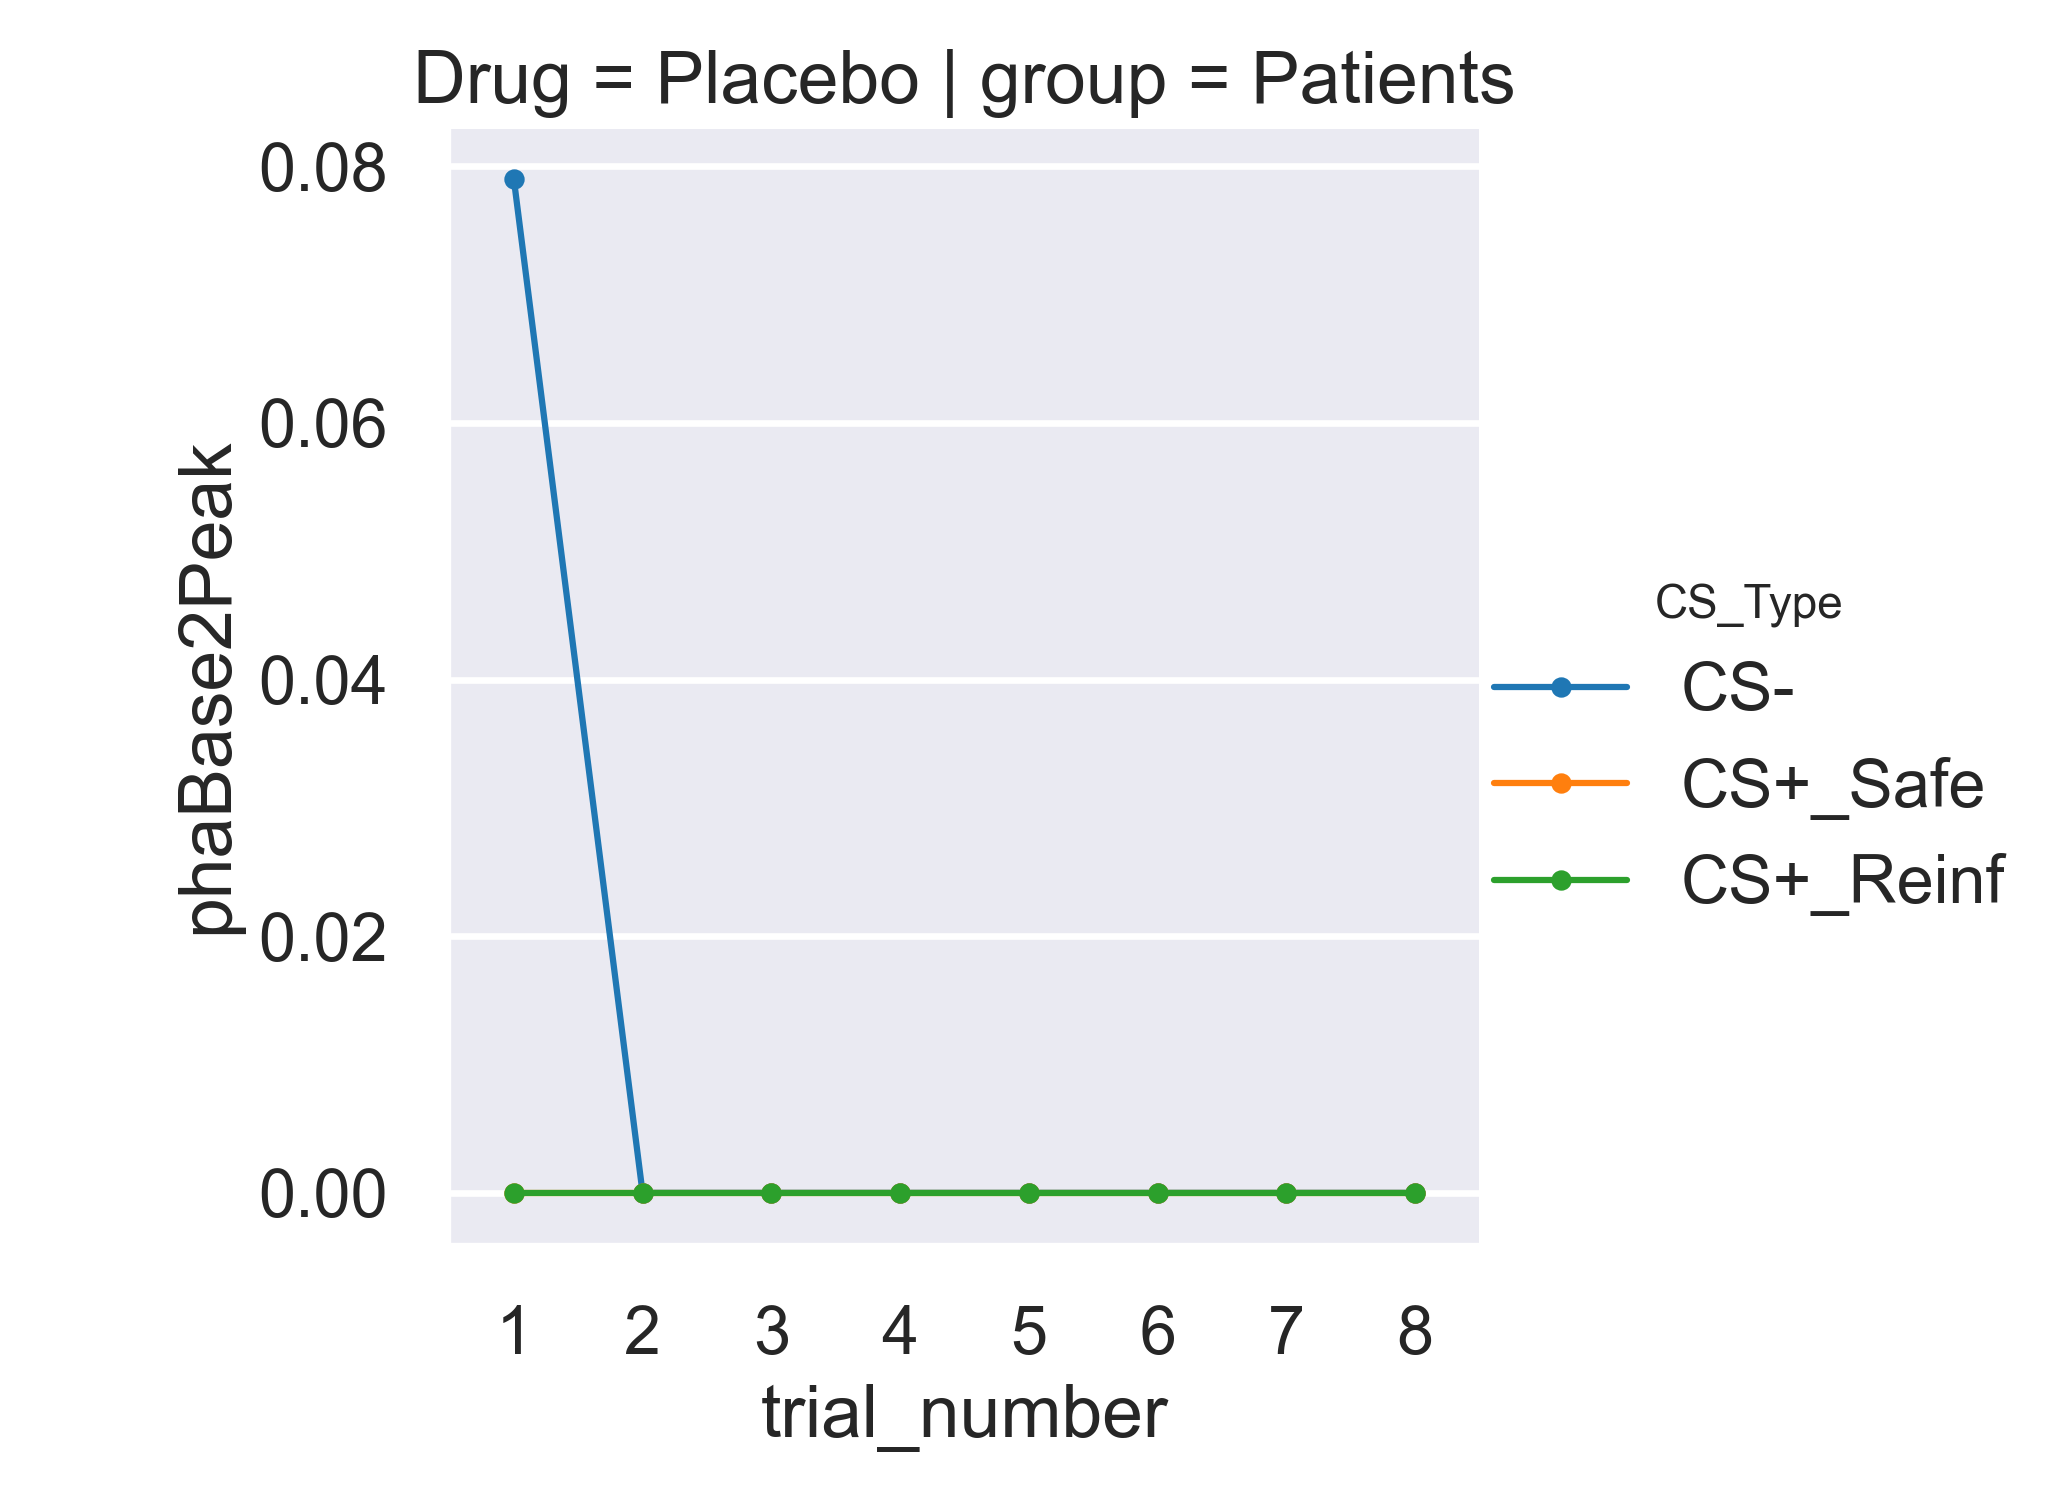 Drug = Placebo | group = Patients
0.08
0.06
0.04
0.02
0.00
phaBase2Peak
1 2 3 4 5 6 7 8
trial_number
CS_Type
CS-
CS+_Safe
CS+_Reinf